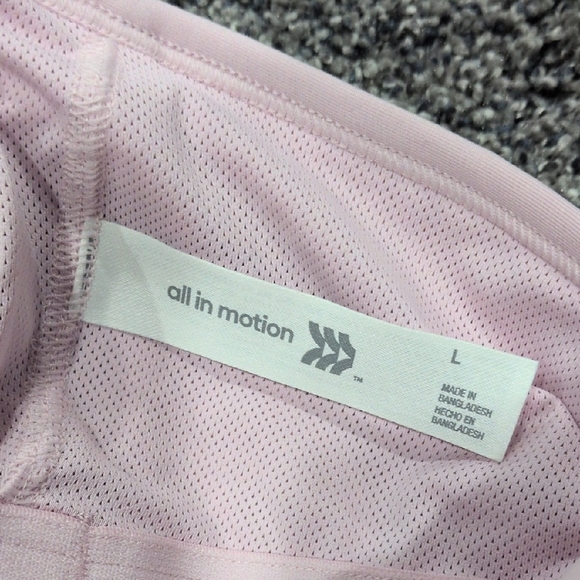 all in motion
TM
L
MADE IN
BANGLADESH
HECHO EN
BANGLADESH